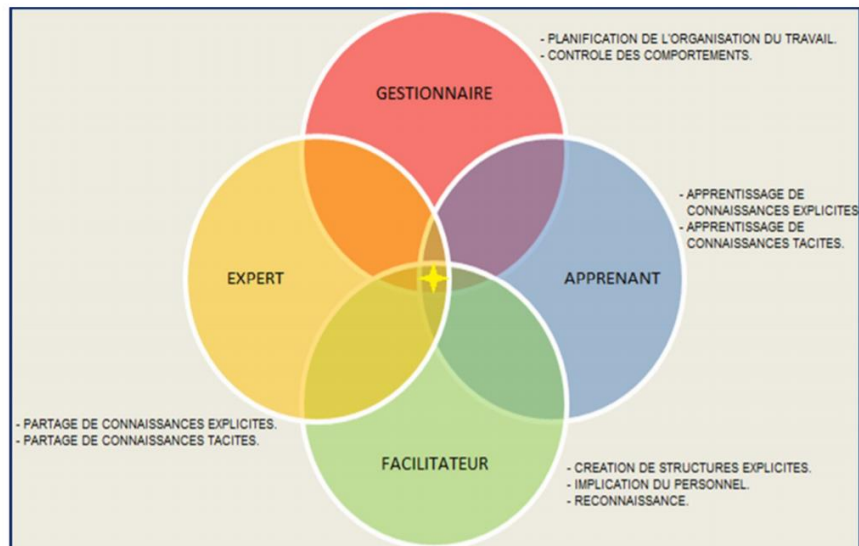 - PLANIFICATION DE L'ORGANISATION DU TRAVAIL.
- CONTROLE DES COMPORTEMENTS.
GESTIONNAIRE
- APPRENTISSAGE DE
CONNAISSANCES EXPLICITES
- APPRENTISSAGE DE
CONNAISSANCES TACITES.
EXPERT
APPRENANT
- PARTAGE DE CONNAISSANCES EXPLICITES.
- PARTAGE DE CONNAISSANCES TACITES.
FACILITATEUR
- CREATION DE STRUCTURES EXPLICITES.
- IMPLICATION DU PERSONNEL.
- RECONNAISSANCE.